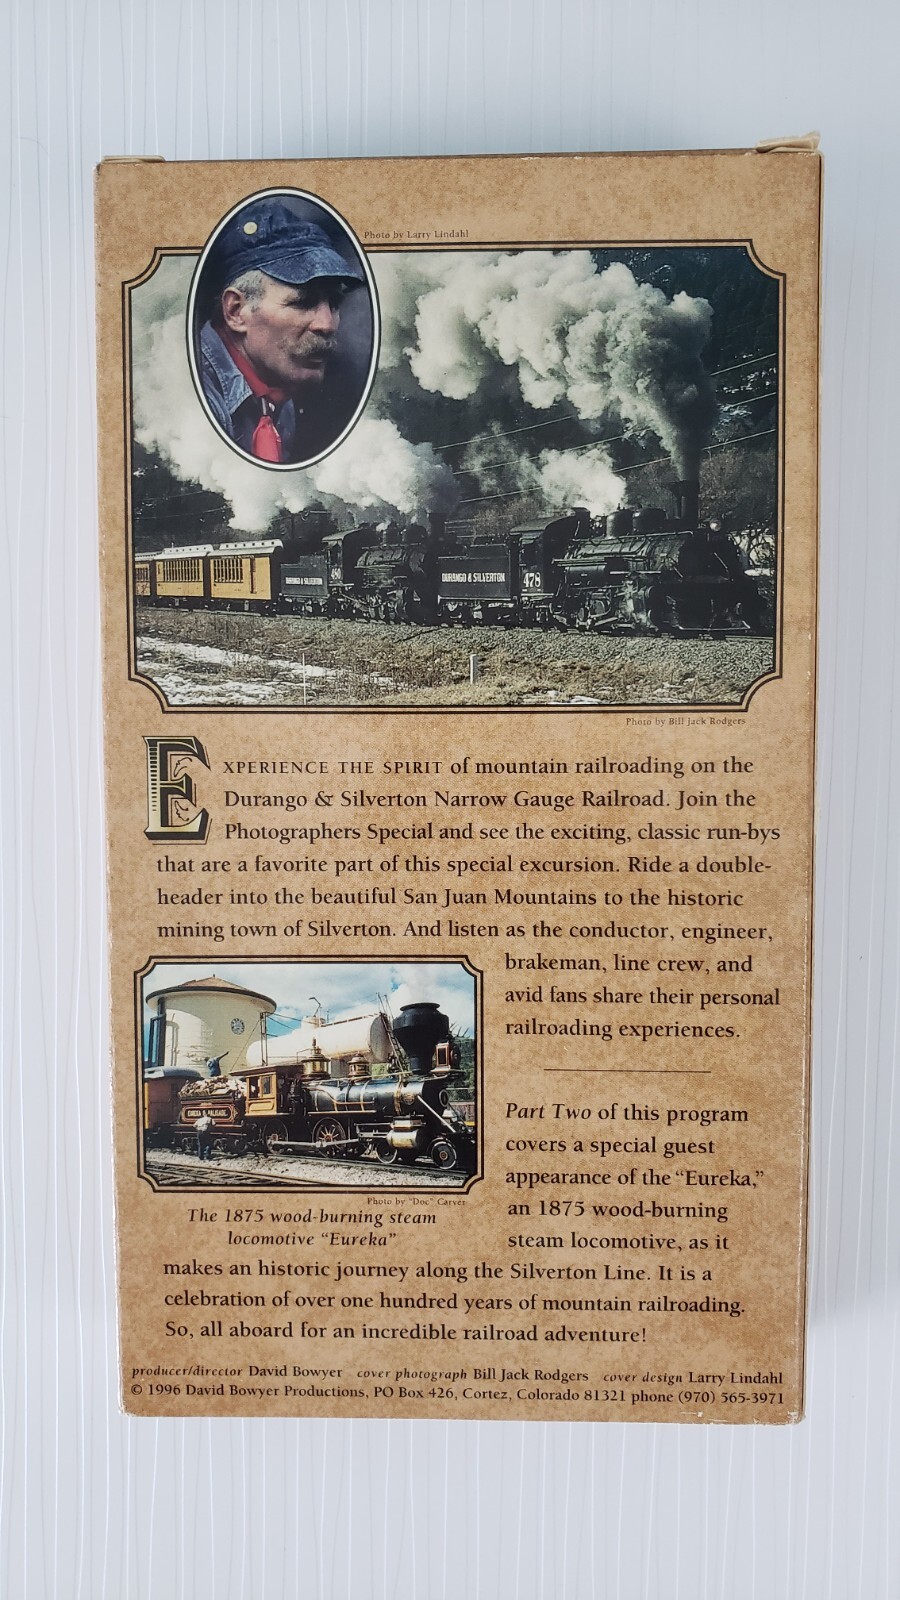 Photo by Larry Lindahl
DURANGO & SILVERTON
480
DURANGO & SILVERTON
478
Photo by Bill Jack Rodgers
EXPERIENCE THE SPIRIT of mountain railroading on the
Durango & Silverton Narrow Gauge Railroad. Join the
Photographers Special and see the exciting, classic run-bys
that are a favorite part of this special excursion. Ride a double-
header into the beautiful San Juan Mountains to the historic
mining town of Silverton. And listen as the conductor, engineer,
brakeman, line crew, and
avid fans share their personal
railroading experiences.
Part Two of this program
covers a special guest
appearance of the "Eureka,"
an 1875 wood-burning
steam locomotive, as it
EUREKA & PALISADE.
Photo by "Doc" Carver
The 1875 wood-burning steam
locomotive "Eureka"
makes an historic journey along the Silverton Line. It is a
celebration of over one hundred years of mountain railroading.
So, all aboard for an incredible railroad adventure!
producer/director David Bowyer cover photograph Bill Jack Rodgers cover design Larry Lindahl
© 1996 David Bowyer Productions, PO Box 426, Cortez, Colorado 81321 phone (970) 565-3971